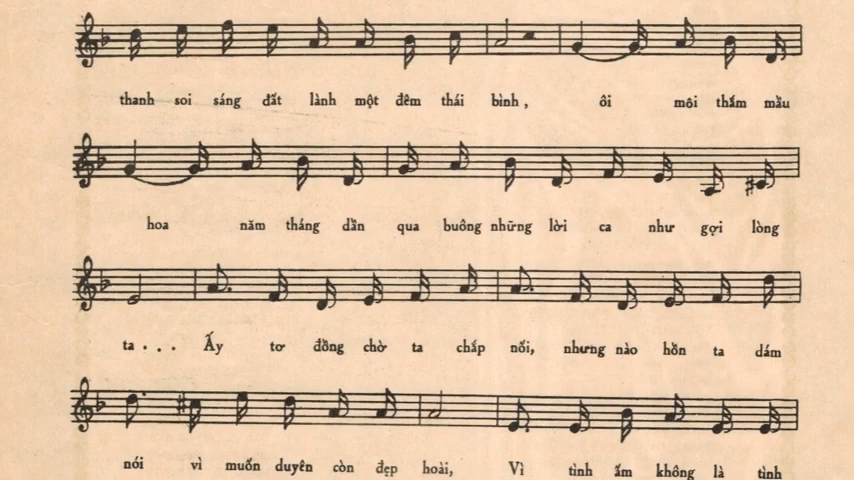 thanh soi sáng đất lành một đêm thái bình, ôi môi thắm mầu
hoa năm tháng dần qua buông những lời ca như gợi lòng
ta... Ấy tơ đồng chờ ta chắp nối, nhưng nào hồn ta dám
nói vì muốn duyên còn đẹp hoài, Vì tình ấm không là tình